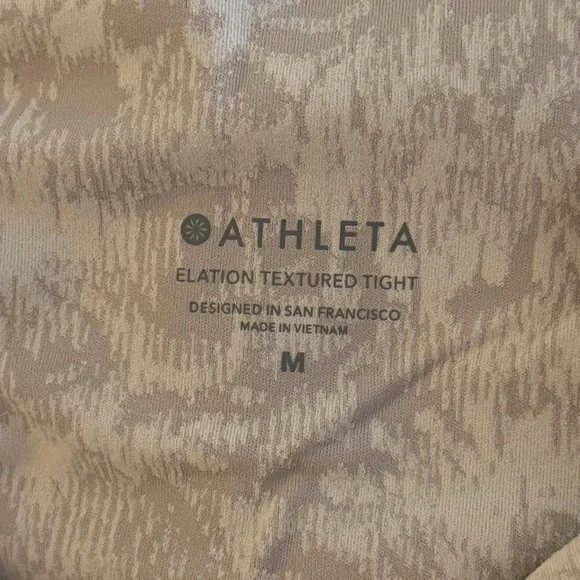 ATHLETA
ELATION TEXTURED TIGHT
DESIGNED IN SAN FRANCISCO
MADE IN VIETNAM
M